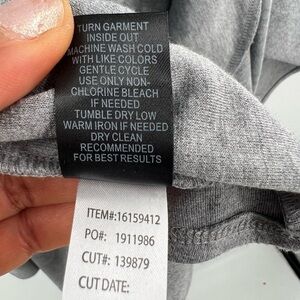 TURN GARMENT
INSIDE OUT
MACHINE WASH COLD
WITH LIKE COLORS
GENTLE CYCLE
USE ONLY NON-
CHLORINE BLEACH
IF NEEDED
TUMBLE DRY LOW
WARM IRON IF NEEDED
DRY CLEAN
RECOMMENDED
FOR BEST RESULTS
ITEM#:16159412
PO#: 1911986
CUT#: 139879
CUT DATE: